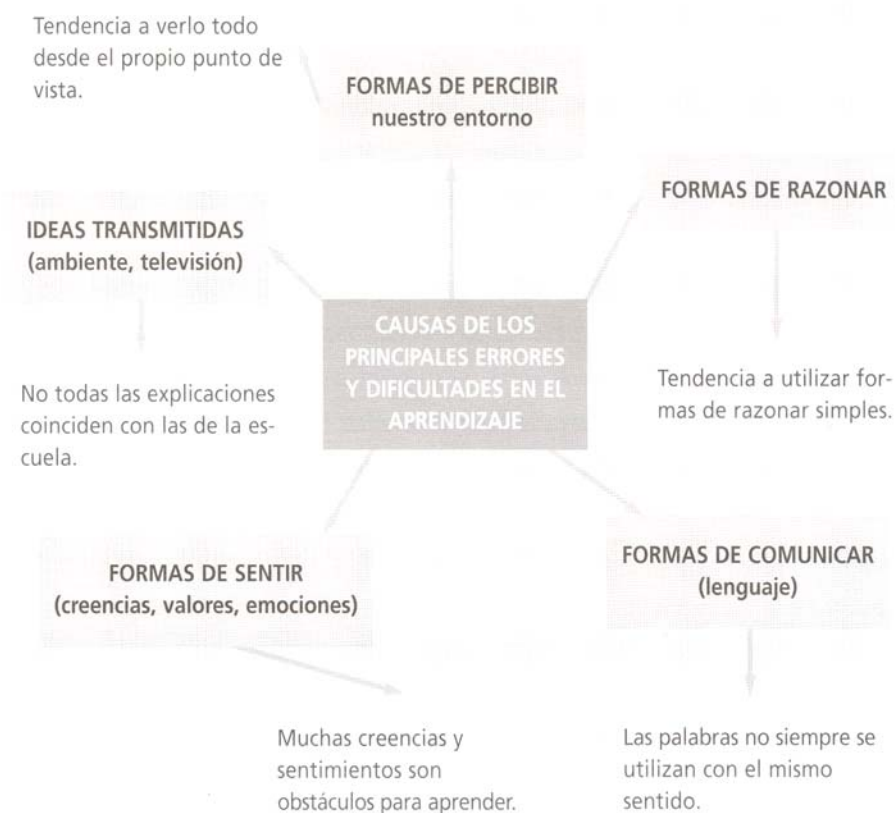 Tendencia a verlo todo
desde el propio punto de
vista.
FORMAS DE PERCIBIR
nuestro entorno
FORMAS DE RAZONAR
IDEAS TRANSMITIDAS
(ambiente, televisión)
CAUSAS DE LOS
PRINCIPALES ERRORES
Y DIFICULTADES EN EL
APRENDIZAJE
Tendencia a utilizar for-
mas de razonar simples.
No todas las explicaciones
coinciden con las de la es-
cuela.
FORMAS DE SENTIR
(creencias, valores, emociones)
FORMAS DE COMUNICAR
(lenguaje)
Muchas creencias y
sentimientos son
obstáculos para aprender.
Las palabras no siempre se
utilizan con el mismo
sentido.